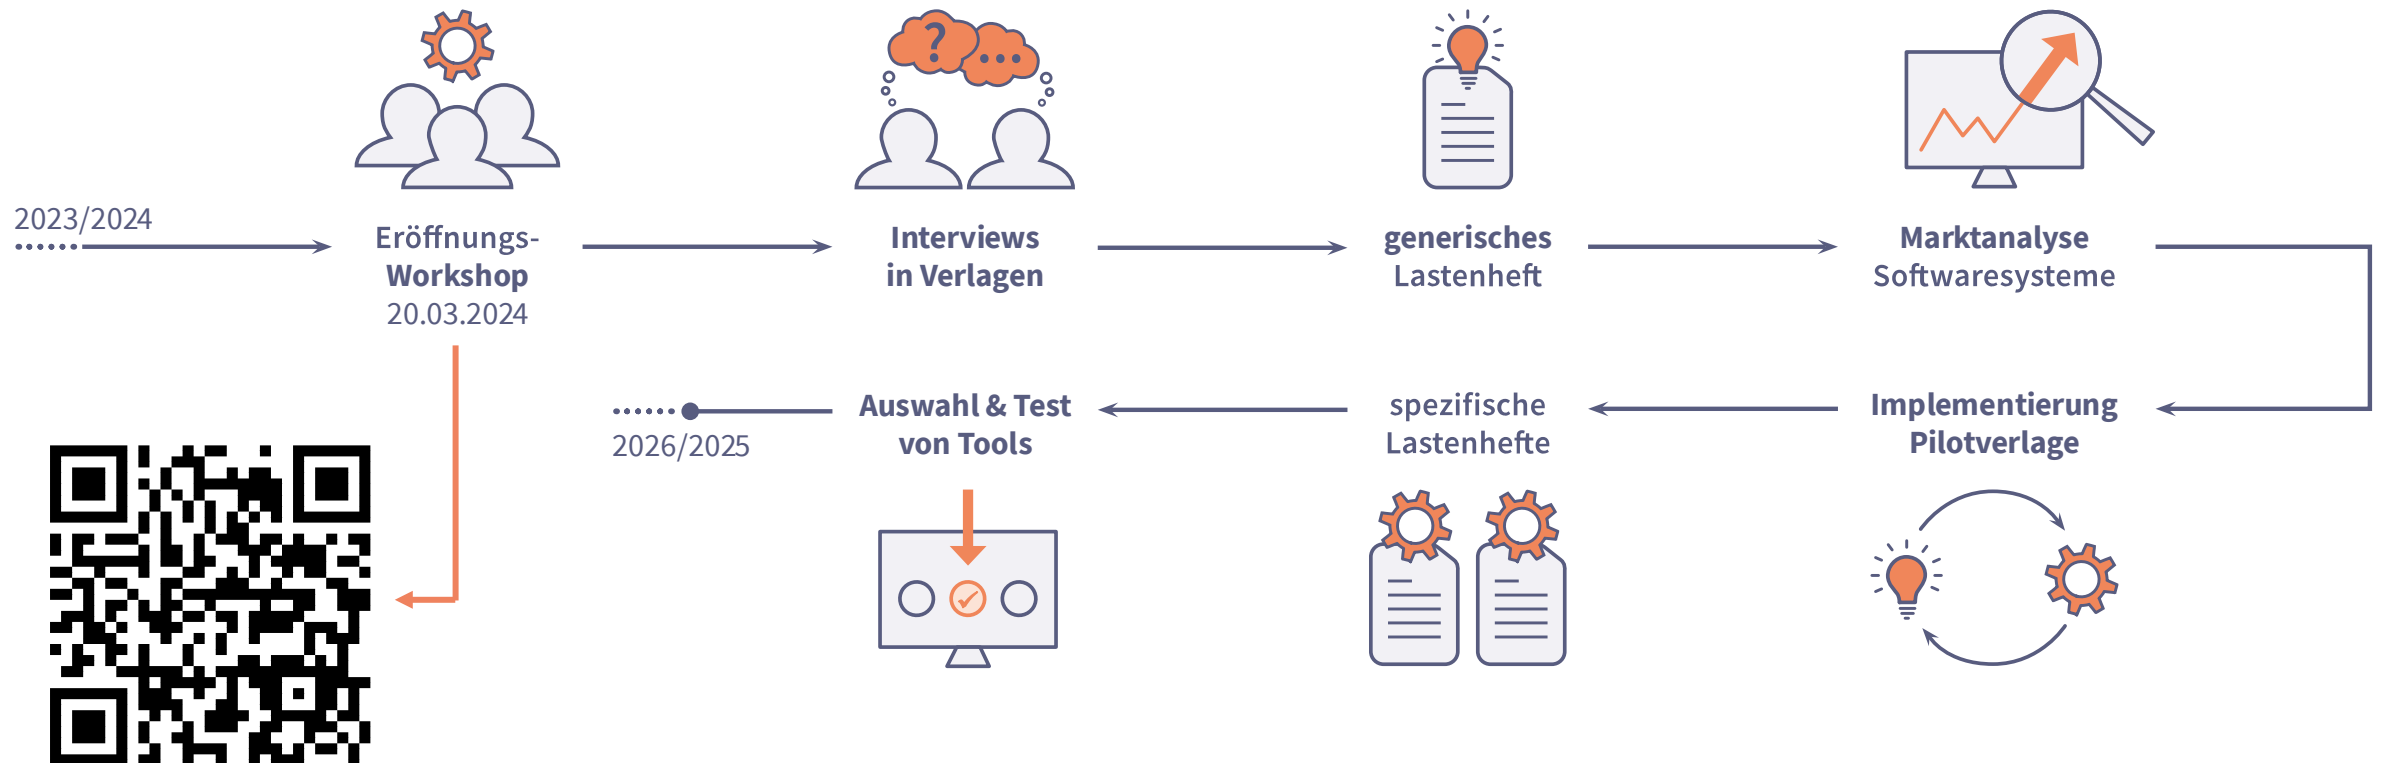 2023/2024
Eröffnungs-
Workshop
20.03.2024
Interviews
in Verlagen
generisches
Lastenheft
Marktanalyse
Softwaresysteme
Implementierung
Pilotverlage
spezifische
Lastenhefte
Auswahl & Test
von Tools
2026/2025
?